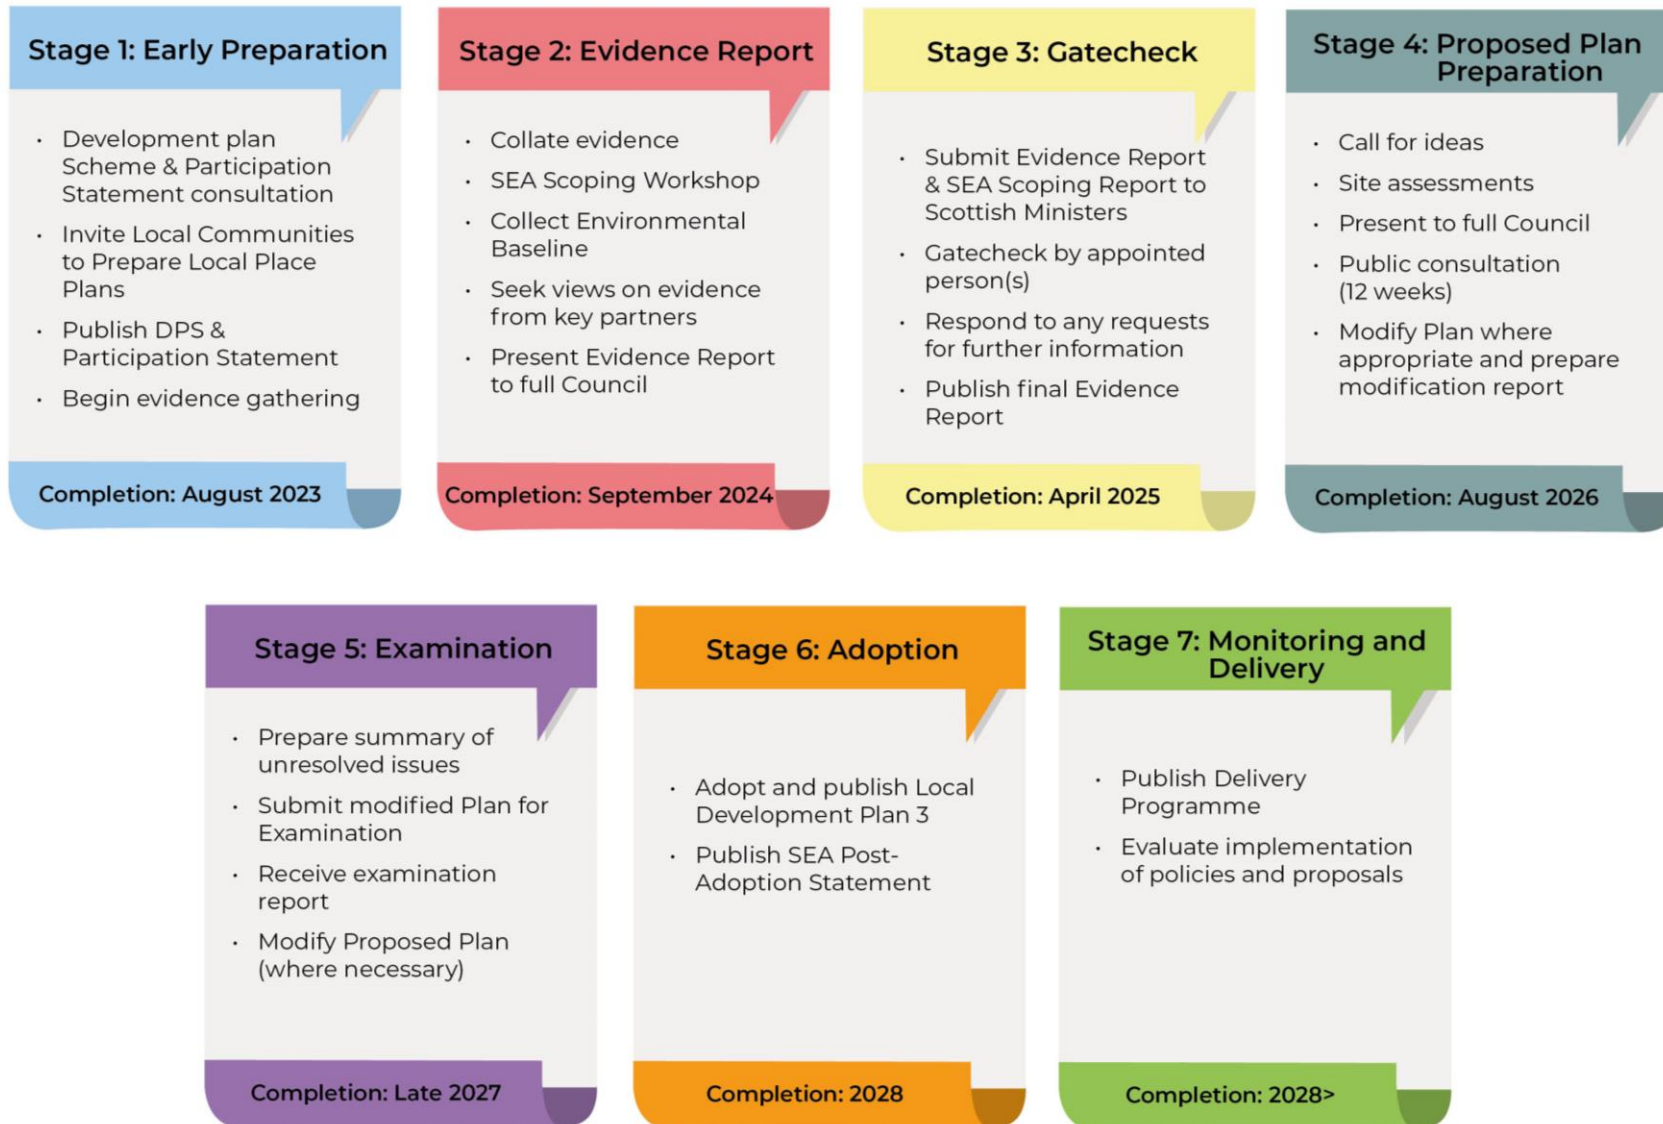 Stage 1: Early Preparation
• Development plan
Scheme & Participation
Statement consultation
• Invite Local Communities
to Prepare Local Place
Plans
• Publish DPS &
Participation Statement
• Begin evidence gathering
Completion: August 2023
Stage 2: Evidence Report
• Collate evidence
• SEA Scoping Workshop
• Collect Environmental
Baseline
• Seek views on evidence
from key partners
• Present Evidence Report
to full Council
Completion: September 2024
Stage 3: Gatecheck
• Submit Evidence Report
& SEA Scoping Report to
Scottish Ministers
• Gatecheck by appointed
person(s)
• Respond to any requests
for further information
• Publish final Evidence
Report
Completion: April 2025
Stage 4: Proposed Plan
Preparation
• Call for ideas
• Site assessments
• Present to full Council
• Public consultation
(12 weeks)
• Modify Plan where
appropriate and prepare
modification report
Completion: August 2026
Stage 5: Examination
• Prepare summary of
unresolved issues
• Submit modified Plan for
Examination
• Receive examination
report
• Modify Proposed Plan
(where necessary)
Completion: Late 2027
Stage 6: Adoption
• Adopt and publish Local
Development Plan 3
• Publish SEA Post-
Adoption Statement
Completion: 2028
Stage 7: Monitoring and
Delivery
• Publish Delivery
Programme
• Evaluate implementation
of policies and proposals
Completion: 2028>